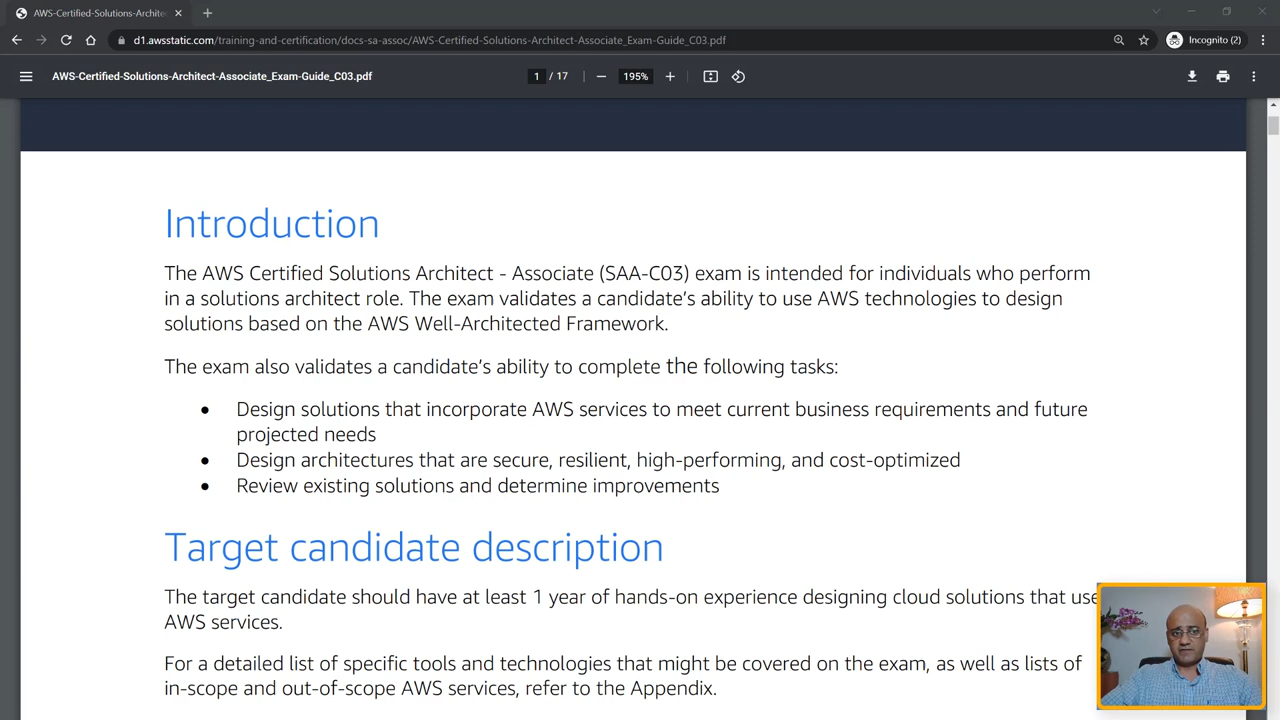 AWS-Certified-Solutions-Archite
d1.awsstatic.com/training-and-certification/docs-sa-assoc/AWS-Certified-Solutions-Architect-Associate_Exam-Guide_C03.pdf
Incognito (2)
AWS-Certified-Solutions-Architect-Associate_Exam-Guide_C03.pdf
1 / 17
195%
Introduction
The AWS Certified Solutions Architect - Associate (SAA-C03) exam is intended for individuals who perform
in a solutions architect role. The exam validates a candidate’s ability to use AWS technologies to design
solutions based on the AWS Well-Architected Framework.
The exam also validates a candidate’s ability to complete the following tasks:
• Design solutions that incorporate AWS services to meet current business requirements and future
projected needs
• Design architectures that are secure, resilient, high-performing, and cost-optimized
• Review existing solutions and determine improvements
Target candidate description
The target candidate should have at least 1 year of hands-on experience designing cloud solutions that use
AWS services.
For a detailed list of specific tools and technologies that might be covered on the exam, as well as lists of
in-scope and out-of-scope AWS services, refer to the Appendix.